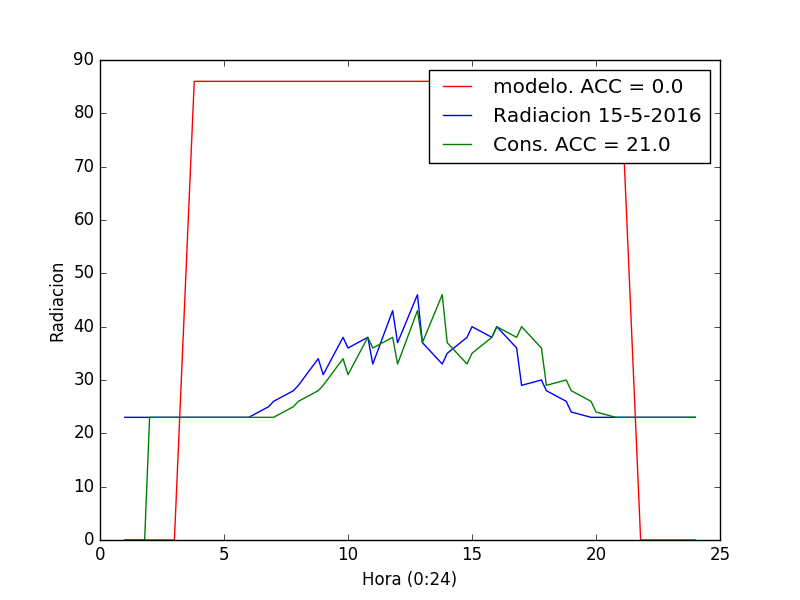 90
80
70
60
50
40
30
20
10
0
Radiacion
modelo. ACC = 0.0
Radiacion 15-5-2016
Cons. ACC = 21.0
0 5 10 15 20 25
Hora (0:24)